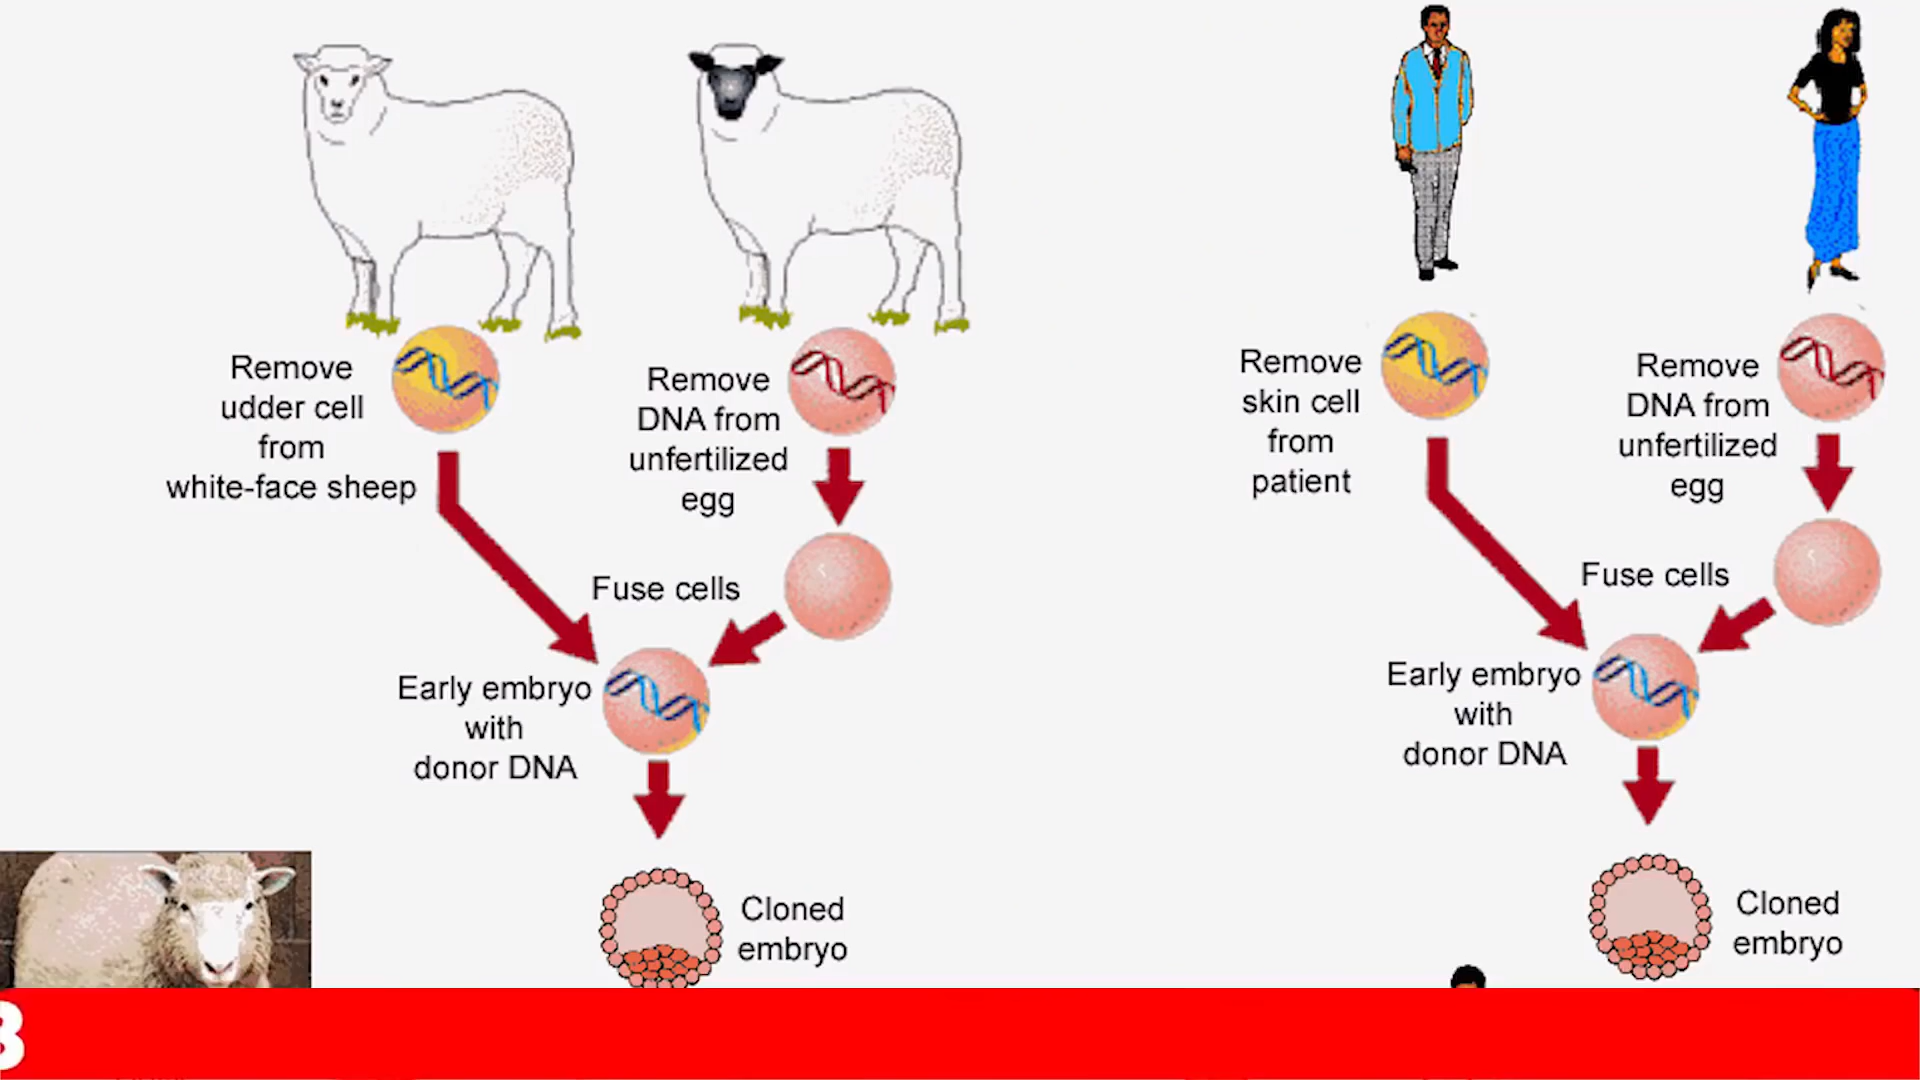 Remove
udder cell
from
white-face sheep
Remove
DNA from
unfertilized
egg
Fuse cells
Early embryo
with
donor DNA
Cloned
embryo
Remove
skin cell
from
patient
Remove
DNA from
unfertilized
egg
Fuse cells
Early embryo
with
donor DNA
Cloned
embryo